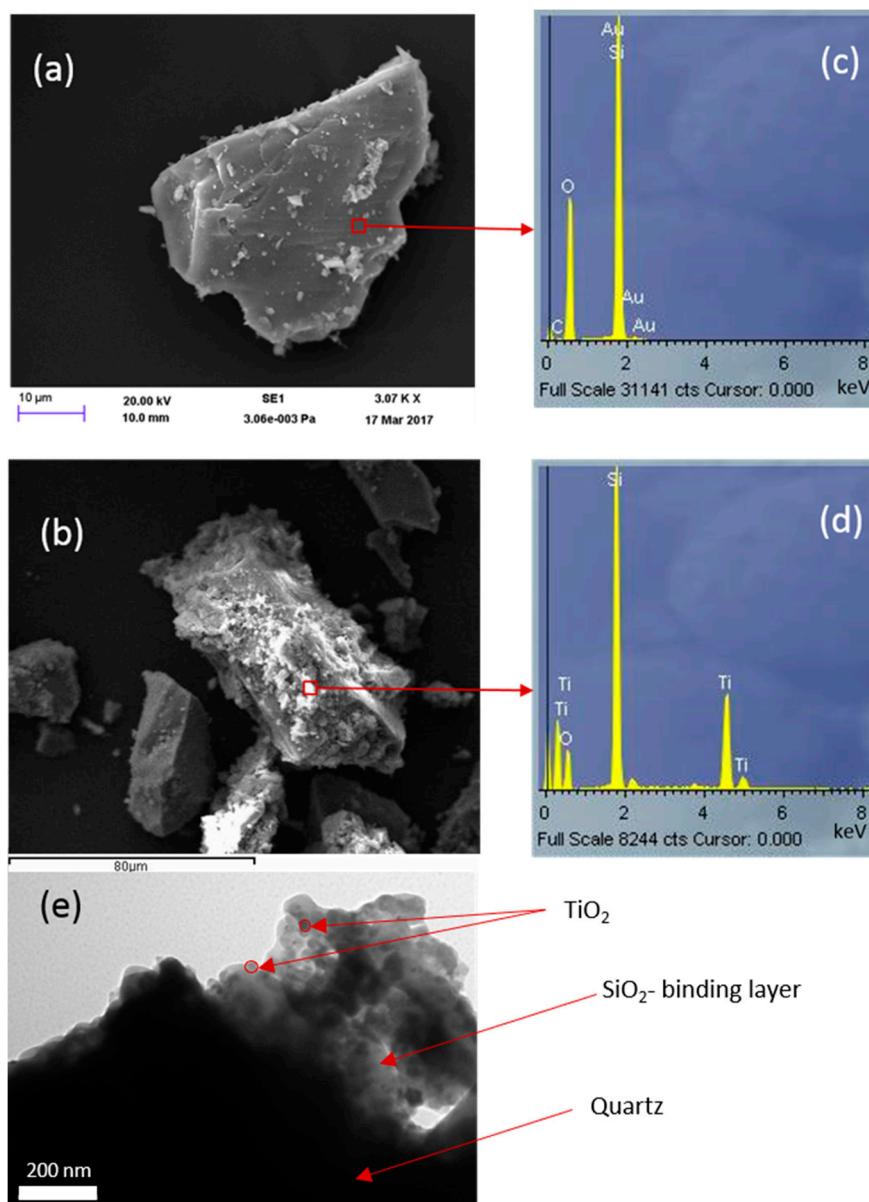 (a)
10 µm 20.00 kV SE1 3.07 K X
10.0 mm 3.06e-003 Pa 17 Mar 2017
(c)
Au
Si
O
Au
C Au
0 2 4 6 8
Full Scale 31141 cts Cursor: 0.000 keV
(b)
80µm
(d)
Si
Ti
Ti
Ti
O
Ti
0 2 4 6 8
Full Scale 8244 cts Cursor: 0.000 keV
(e)
TiO₂
SiO₂- binding layer
Quartz
200 nm